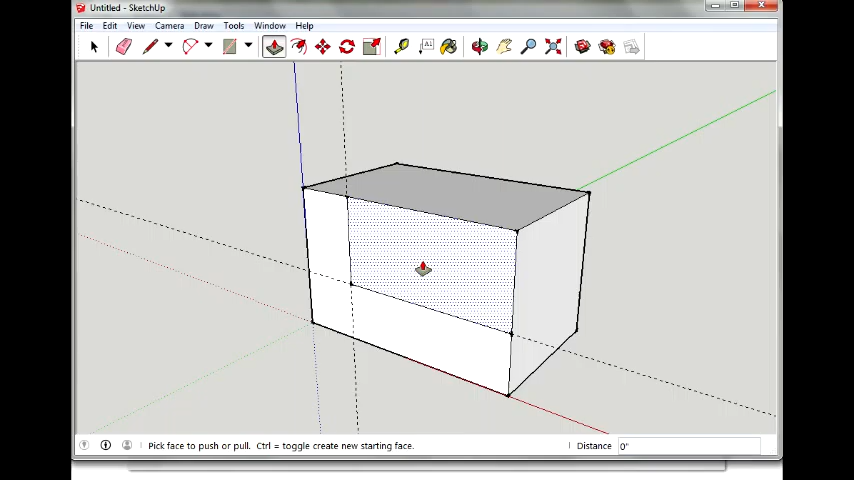 Untitled - SketchUp
File Edit View Camera Draw Tools Window Help
A1
Pick face to push or pull. Ctrl = toggle create new starting face. Distance 0"